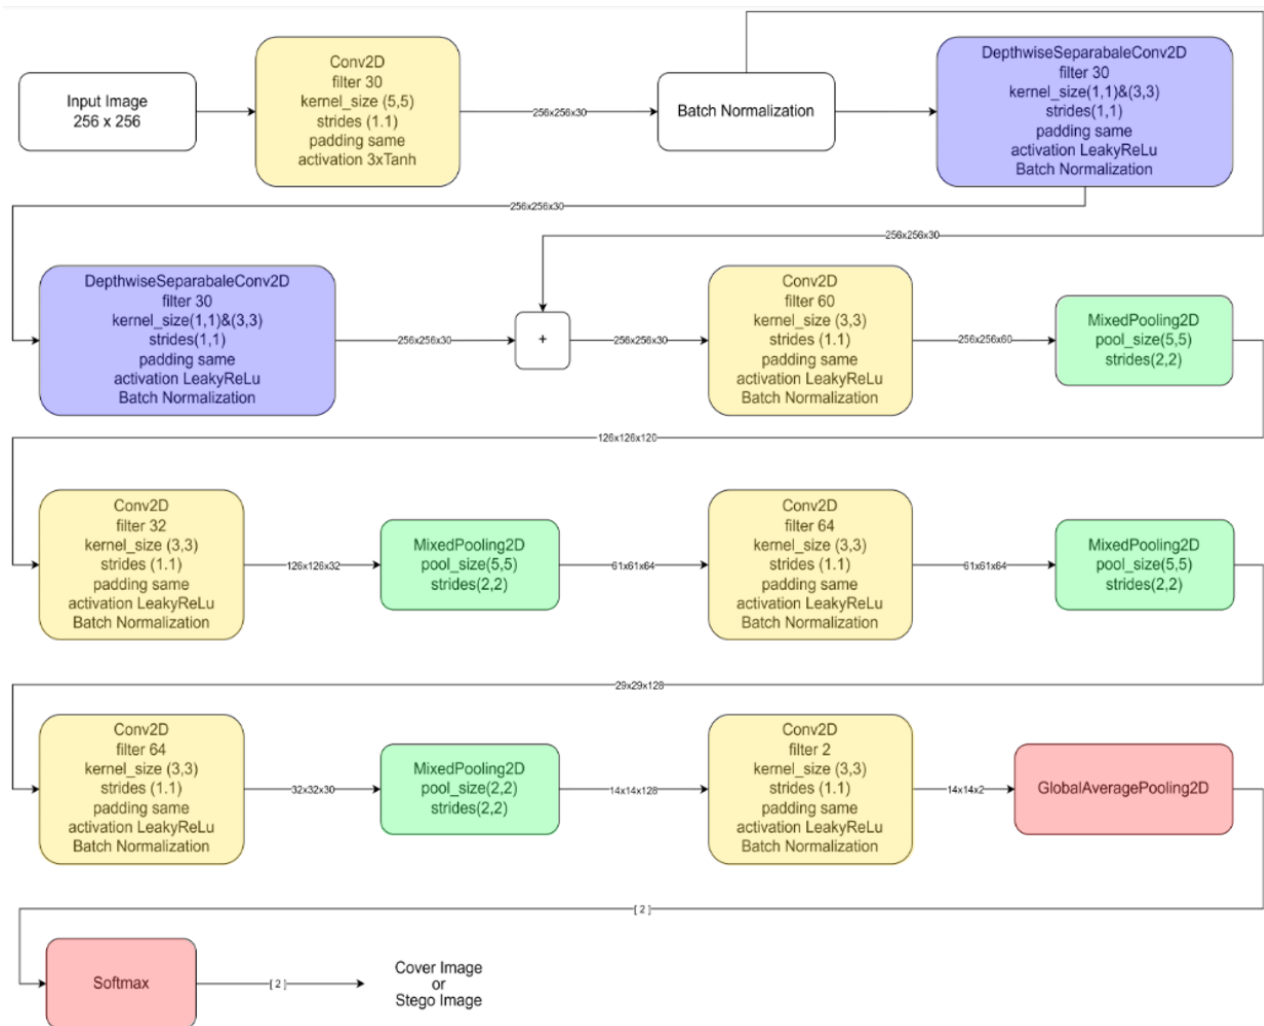 Input Image
256 x 256
Conv2D
filter 30
kernel_size (5,5)
strides (1.1)
padding same
activation 3xTanh
256x256x30
Batch Normalization
DepthwiseSeparabaleConv2D
filter 30
kernel_size(1,1)&(3,3)
strides(1,1)
padding same
activation LeakyReLu
Batch Normalization
256x256x30
256x256x30
DepthwiseSeparabaleConv2D
filter 30
kernel_size(1,1)&(3,3)
strides(1,1)
padding same
activation LeakyReLu
Batch Normalization
256x256x30
+
256x256x30
Conv2D
filter 60
kernel_size (3,3)
strides (1.1)
padding same
activation LeakyReLu
Batch Normalization
256x256x60
MixedPooling2D
pool_size(5,5)
strides(2,2)
126x126x120
Conv2D
filter 32
kernel_size (3,3)
strides (1.1)
padding same
activation LeakyReLu
Batch Normalization
126x126x32
MixedPooling2D
pool_size(5,5)
strides(2,2)
61x61x64
Conv2D
filter 64
kernel_size (3,3)
strides (1.1)
padding same
activation LeakyReLu
Batch Normalization
61x61x64
MixedPooling2D
pool_size(5,5)
strides(2,2)
29x29x128
Conv2D
filter 64
kernel_size (3,3)
strides (1.1)
padding same
activation LeakyReLu
Batch Normalization
32x32x30
MixedPooling2D
pool_size(2,2)
strides(2,2)
14x14x128
Conv2D
filter 2
kernel_size (3,3)
strides (1.1)
padding same
activation LeakyReLu
Batch Normalization
14x14x2
GlobalAveragePooling2D
[ 2 ]
Softmax
[ 2 ]
Cover Image
or
Stego Image